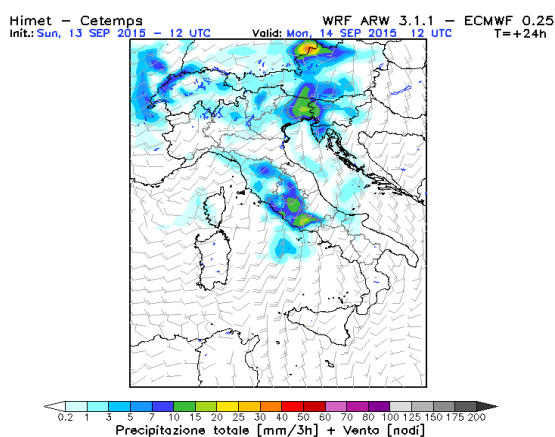 Himet – Cetemps WRF ARW 3.1.1 – ECMWF 0.25
Init.: Sun, 13 SEP 2015 – 12 UTC Valid: Mon, 14 SEP 2015 12 UTC T=+24h
0.2 1 3 5 7 10 15 20 25 30 40 50 60 70 80 100 125 150 175 200
Precipitazione totale [mm/3h] + Vento [nodi]